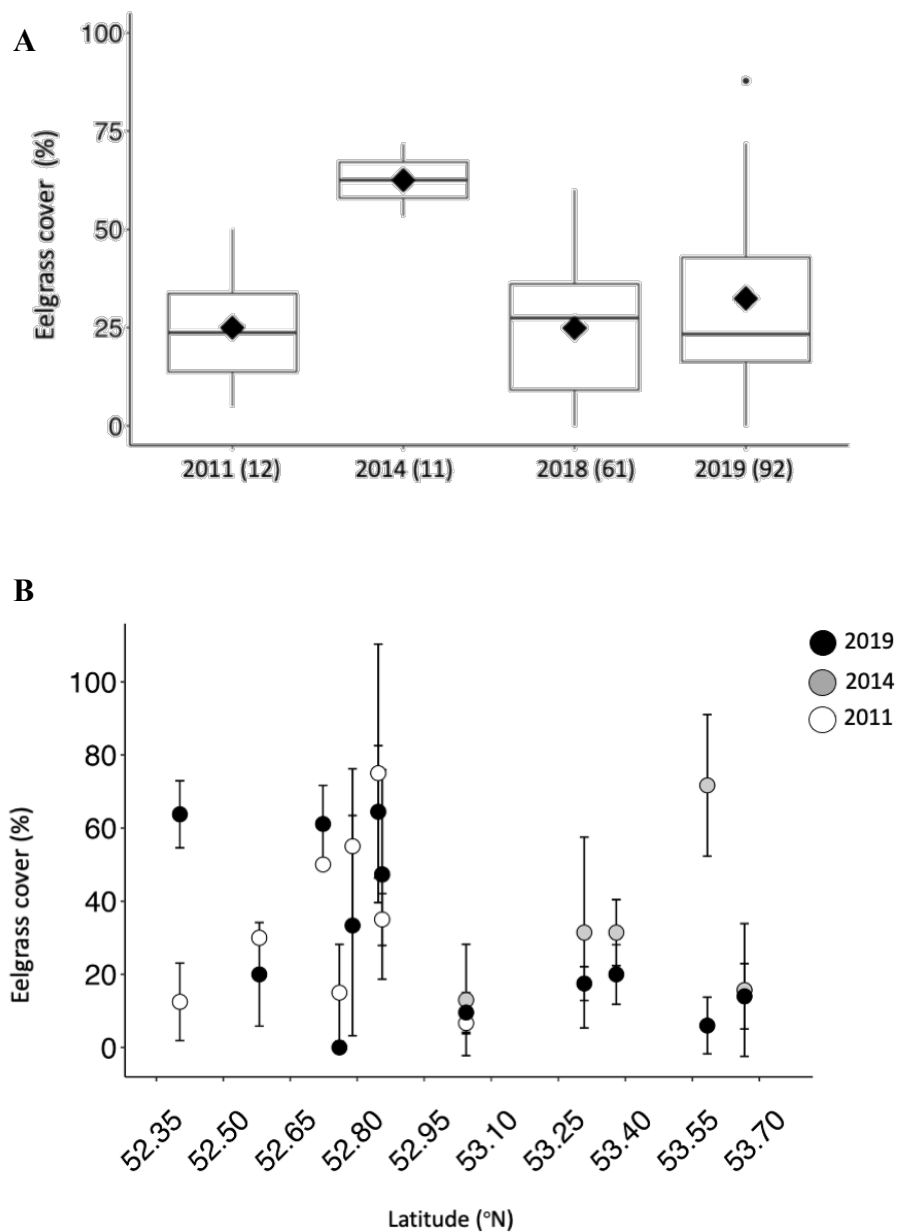 A
100
75
50
25
0
Eelgrass cover (%)
2011 (12) 2014 (11) 2018 (61) 2019 (92)
B
2019
2014
2011
100
80
60
40
20
0
Eelgrass cover (%)
52.35 52.50 52.65 52.80 52.95 53.10 53.25 53.40 53.55 53.70
Latitude (°N)